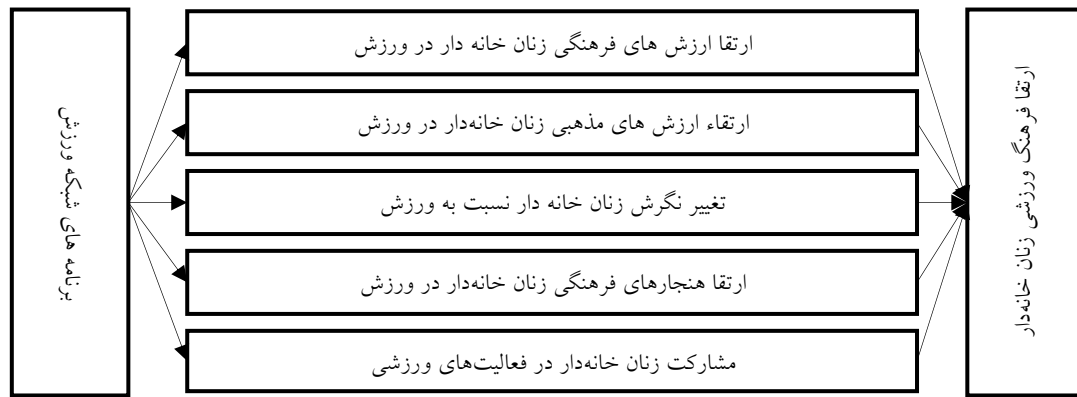 برنامه های شبکه ورزش
ارتقا ارزش های فرهنگی زنان خانه دار در ورزش
ارتقاء ارزش های مذهبی زنان خانه‌دار در ورزش
تغییر نگرش زنان خانه دار نسبت به ورزش
ارتقا هنجارهای فرهنگی زنان خانه‌دار در ورزش
مشارکت زنان خانه‌دار در فعالیت‌های ورزشی
ارتقا فرهنگ ورزشی زنان خانه‌دار